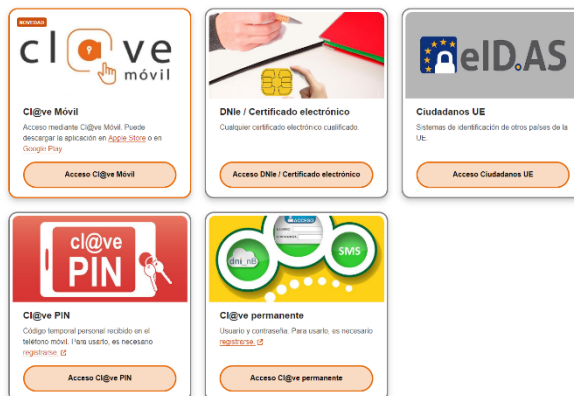 NOVEDAD
cl@ve
móvil
eID.AS
Cl@ve Móvil
DNIe / Certificado electrónico
Ciudadanos UE
Acceso mediante Cl@ve Móvil. Puede
descargar la aplicación en Apple Store o en
Google Play
Cualquier certificado electrónico cualificado.
Sistemas de identificación de otros países de la
UE.
Acceso Cl@ve Móvil
Acceso DNIe / Certificado electrónico
Acceso Ciudadanos UE
cl@ve
PIN
ACCESO
dni_nB
SMS
Cl@ve PIN
Cl@ve permanente
Código temporal personal recibido en el
teléfono móvil. Para usarlo, es necesario
registrarse.
Usuario y contraseña. Para usarlo, es necesario
registrarse.
Acceso Cl@ve PIN
Acceso Cl@ve permanente